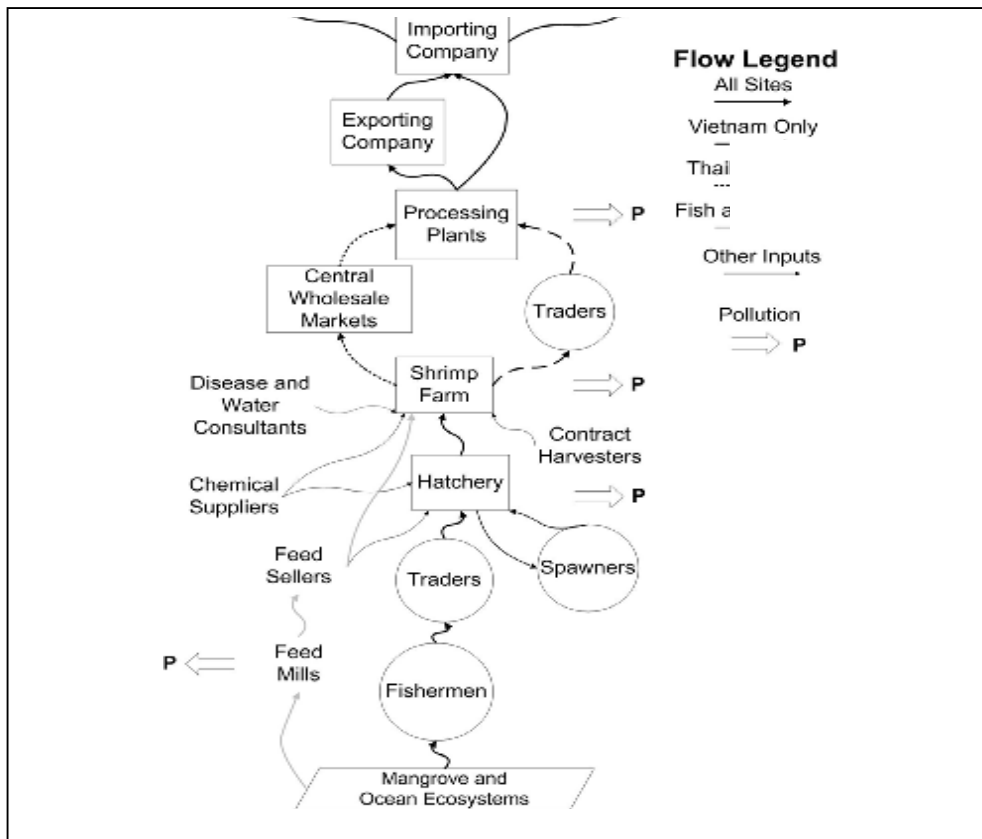 Importing
Company
Exporting
Company
Processing
Plants
P
Central
Wholesale
Markets
Traders
Shrimp
Farm
P
Disease and
Water
Consultants
Contract
Harvesters
Chemical
Suppliers
Hatchery
P
Feed
Sellers
Traders
Spawners
P
Feed
Mills
Fishermen
Mangrove and
Ocean Ecosystems
Flow Legend
All Sites
Vietnam Only
Thail
Fish a
Other Inputs
Pollution
P